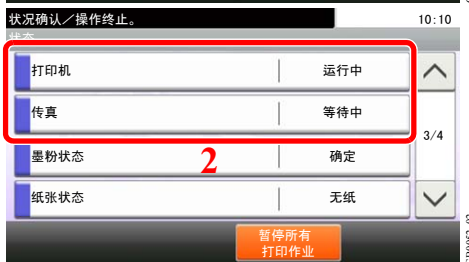 状况确认／操作终止。 10:10
状态
打印机 运行中
传真 等待中
3/4
墨粉状态 2 确定
纸张状态 无纸
暂停所有
打印作业